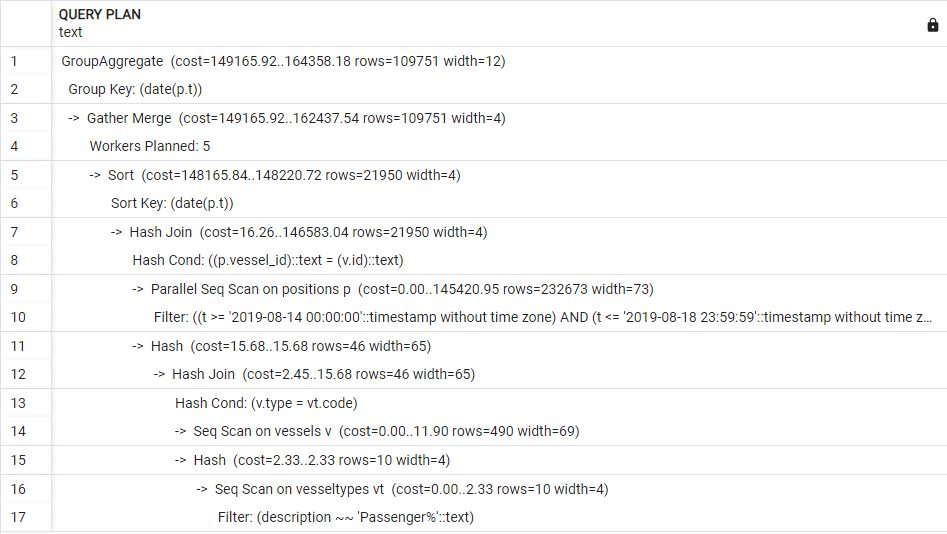 QUERY PLAN
text
1 GroupAggregate (cost=149165.92..164358.18 rows=109751 width=12)
2 Group Key: (date(p.t))
3 -> Gather Merge (cost=149165.92..162437.54 rows=109751 width=4)
4 Workers Planned: 5
5 -> Sort (cost=148165.84..148220.72 rows=21950 width=4)
6 Sort Key: (date(p.t))
7 -> Hash Join (cost=16.26..146583.04 rows=21950 width=4)
8 Hash Cond: ((p.vessel_id)::text = (v.id)::text)
9 -> Parallel Seq Scan on positions p (cost=0.00..145420.95 rows=232673 width=73)
10 Filter: ((t >= '2019-08-14 00:00:00'::timestamp without time zone) AND (t <= '2019-08-18 23:59:59'::timestamp without time z...
11 -> Hash (cost=15.68..15.68 rows=46 width=65)
12 -> Hash Join (cost=2.45..15.68 rows=46 width=65)
13 Hash Cond: (v.type = vt.code)
14 -> Seq Scan on vessels v (cost=0.00..11.90 rows=490 width=69)
15 -> Hash (cost=2.33..2.33 rows=10 width=4)
16 -> Seq Scan on vesseltypes vt (cost=0.00..2.33 rows=10 width=4)
17 Filter: (description ~~ 'Passenger%'::text)